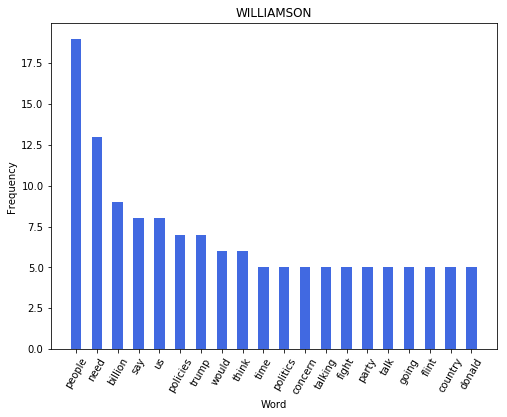 WILLIAMSON
Frequency
17.5
15.0
12.5
10.0
7.5
5.0
2.5
0.0
people
need
billion
say
us
policies
trump
would
think
time
politics
concern
talking
fight
party
talk
going
flint
country
donald
Word